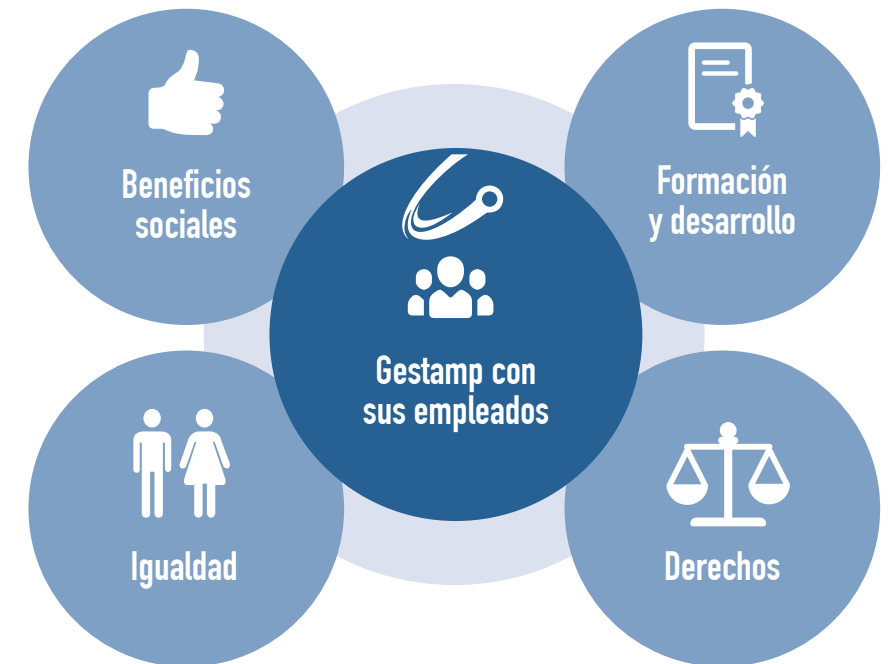 Beneficios
sociales
Formación
y desarrollo
Gestamp con
sus empleados
Igualdad
Derechos